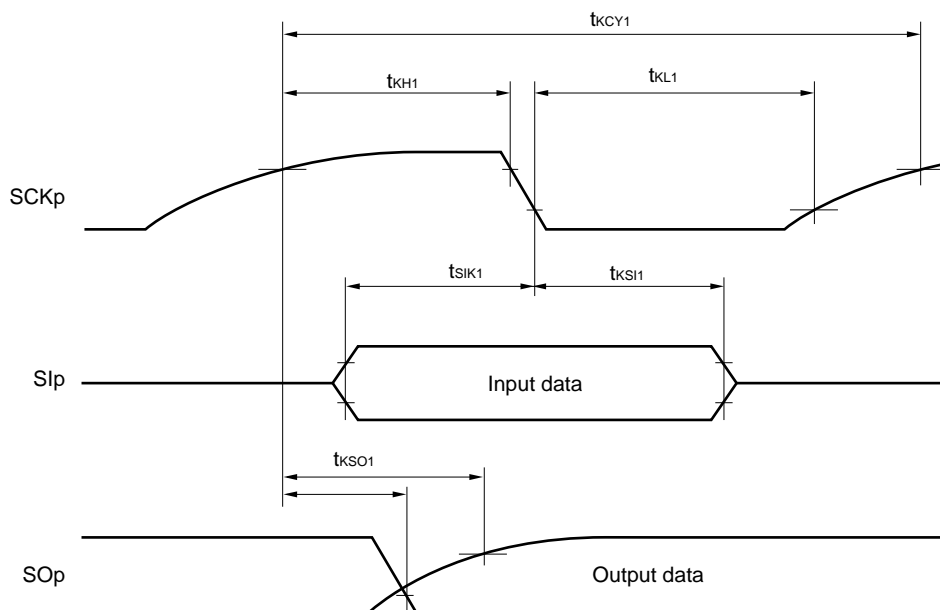 tKCY1
tKH1
tKL1
SCKp
tSIK1
tKSI1
SIp
Input data
tKSO1
SOp
Output data